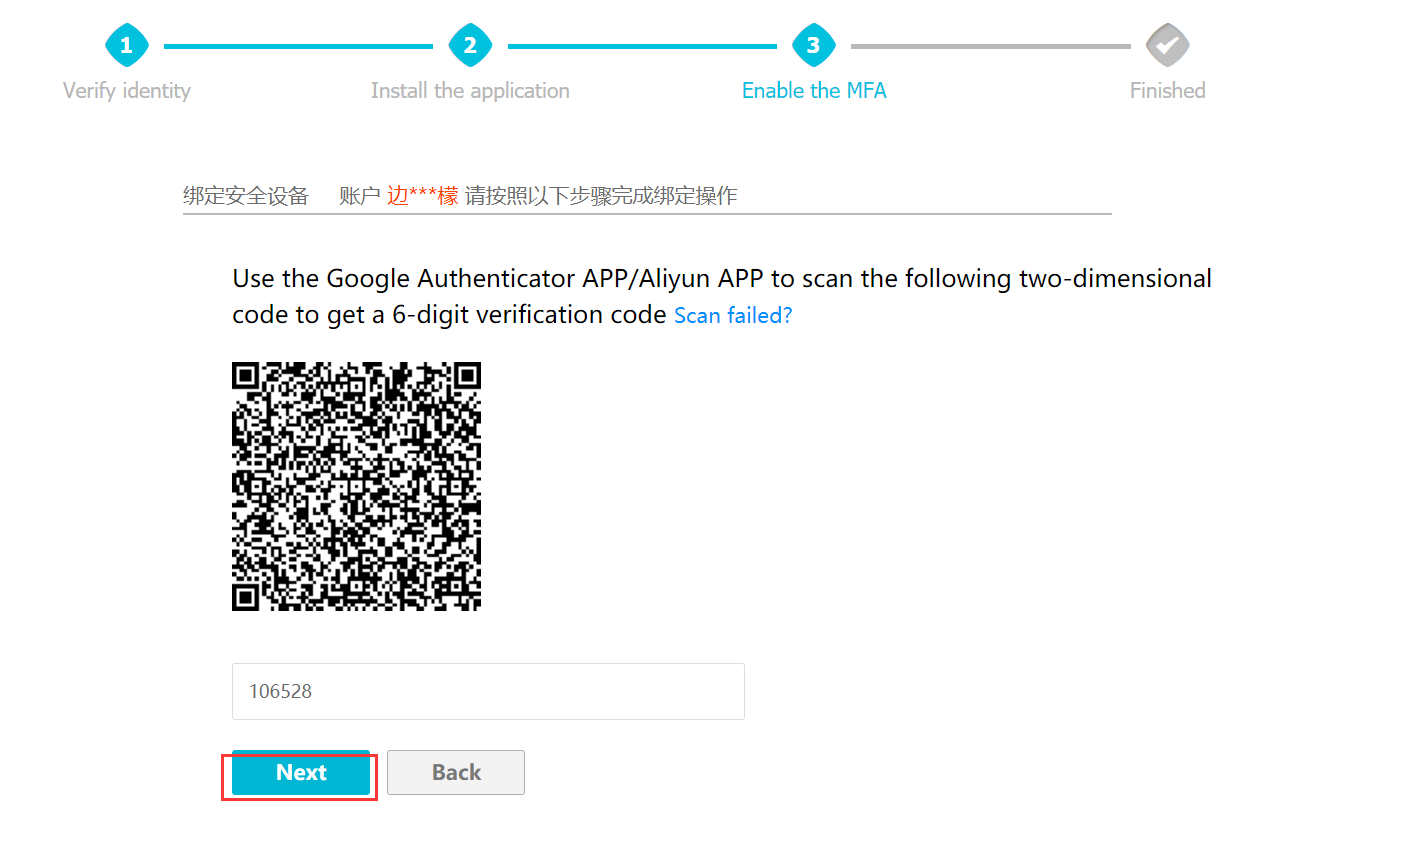 1 2 3
Verify identity Install the application Enable the MFA Finished
绑定安全设备 账户 边***檬 请按照以下步骤完成绑定操作
Use the Google Authenticator APP/Aliyun APP to scan the following two-dimensional
code to get a 6-digit verification code Scan failed?
106528
Next Back